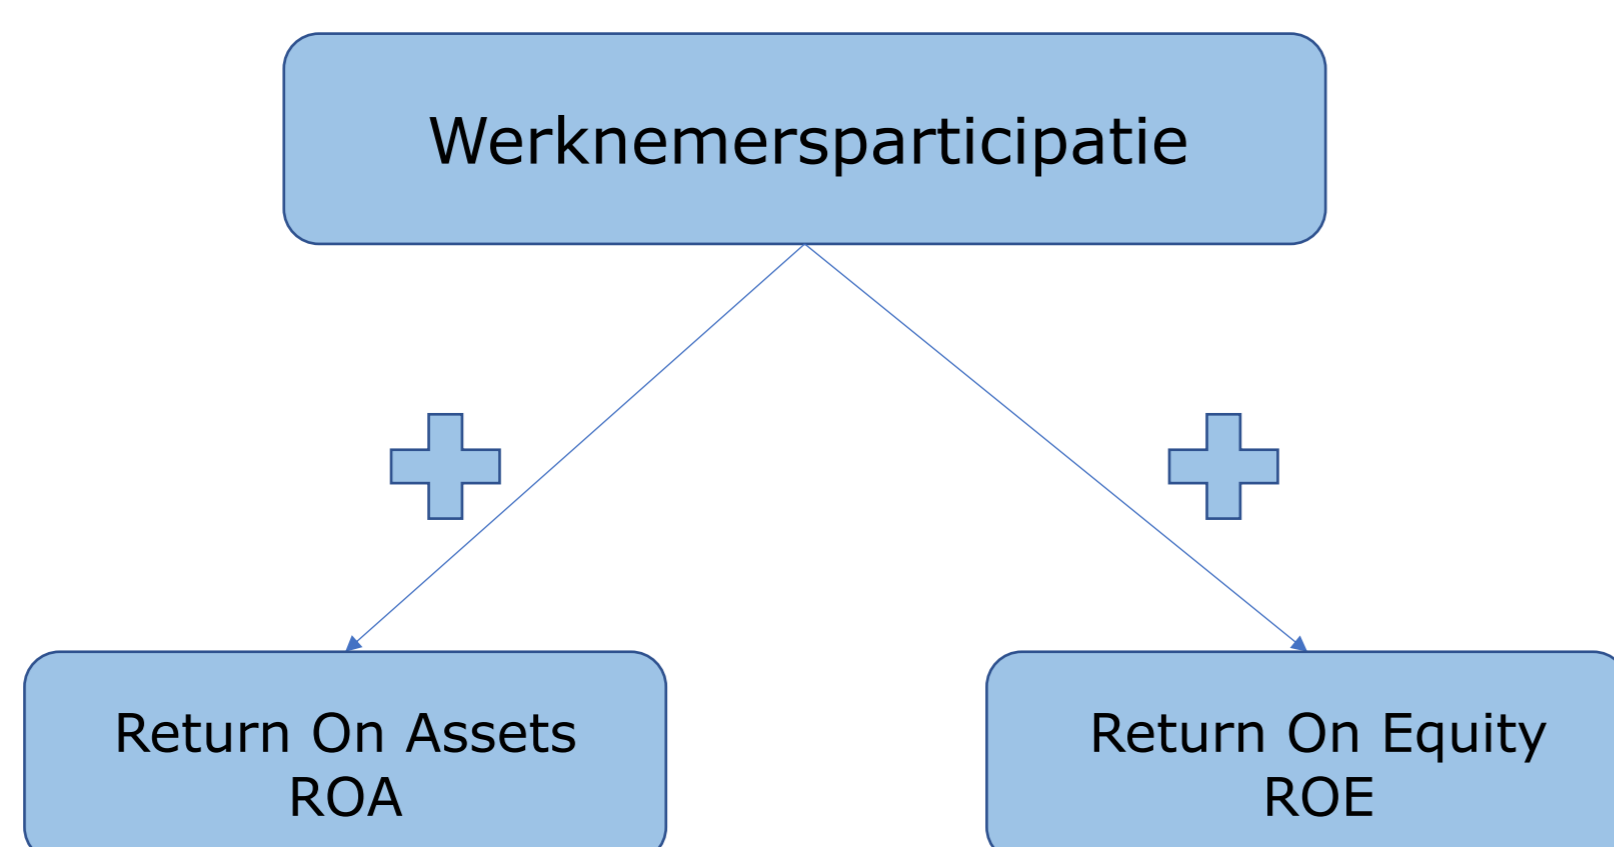 Werknemersparticipatie
Return On Assets
ROA
Return On Equity
ROE